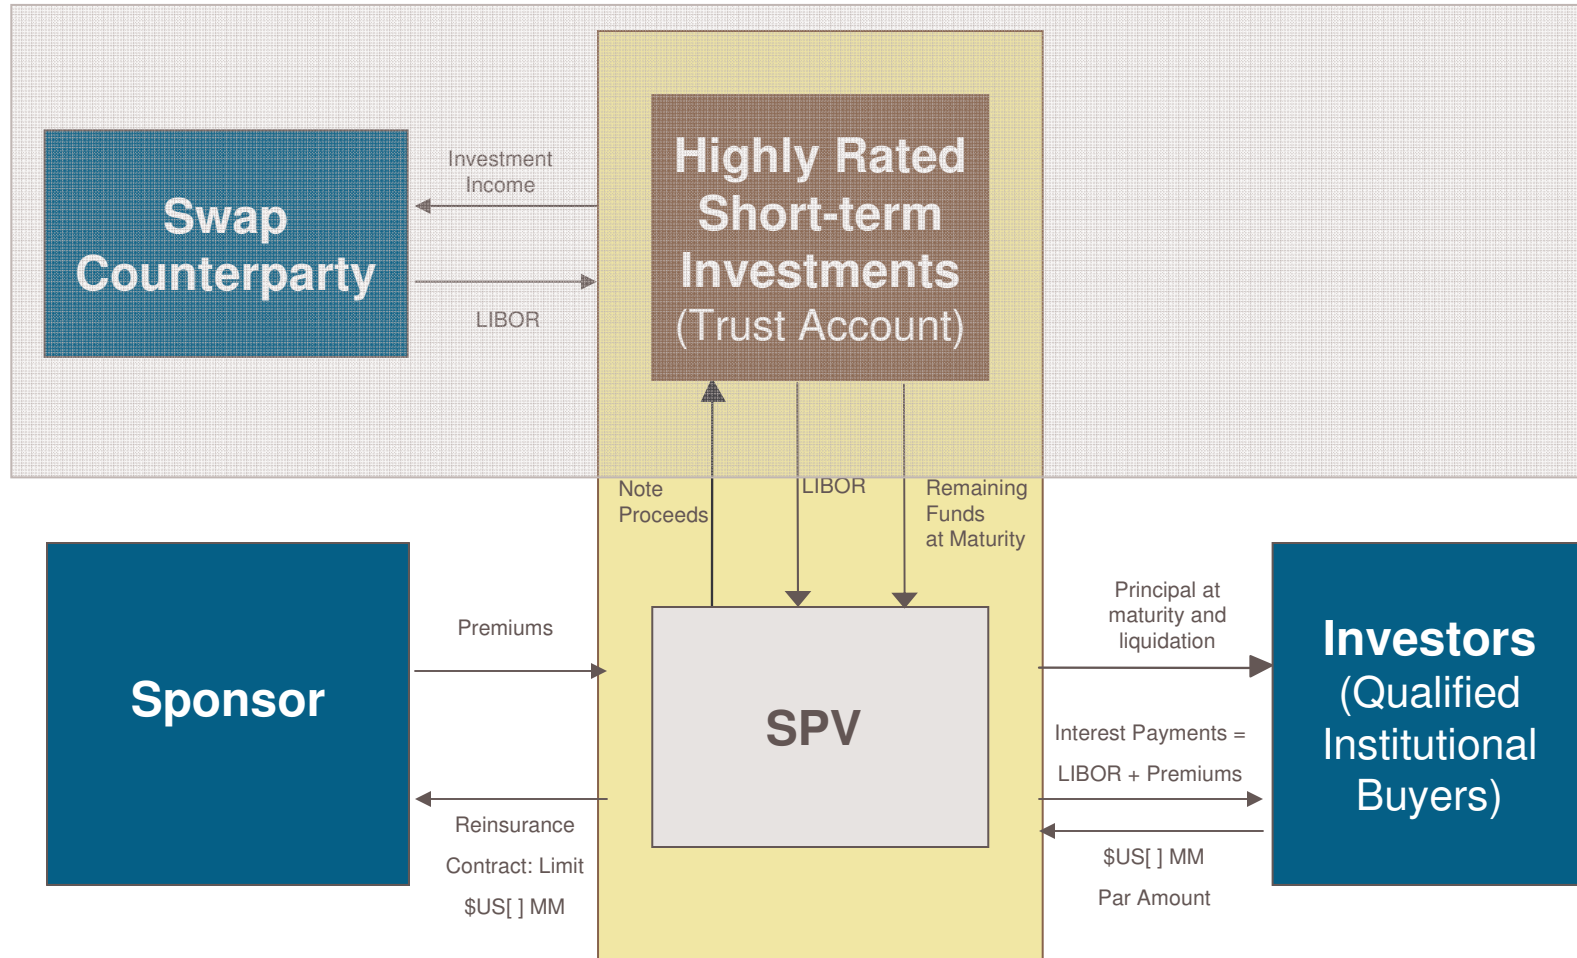 Swap
Counterparty
Investment
Income
LIBOR
Highly Rated
Short-term
Investments
(Trust Account)
Note
Proceeds
LIBOR
Remaining
Funds
at Maturity
Sponsor
Premiums
Reinsurance
Contract: Limit
$US[ ] MM
SPV
Principal at
maturity and
liquidation
Interest Payments =
LIBOR + Premiums
$US[ ] MM
Par Amount
Investors
(Qualified
Institutional
Buyers)